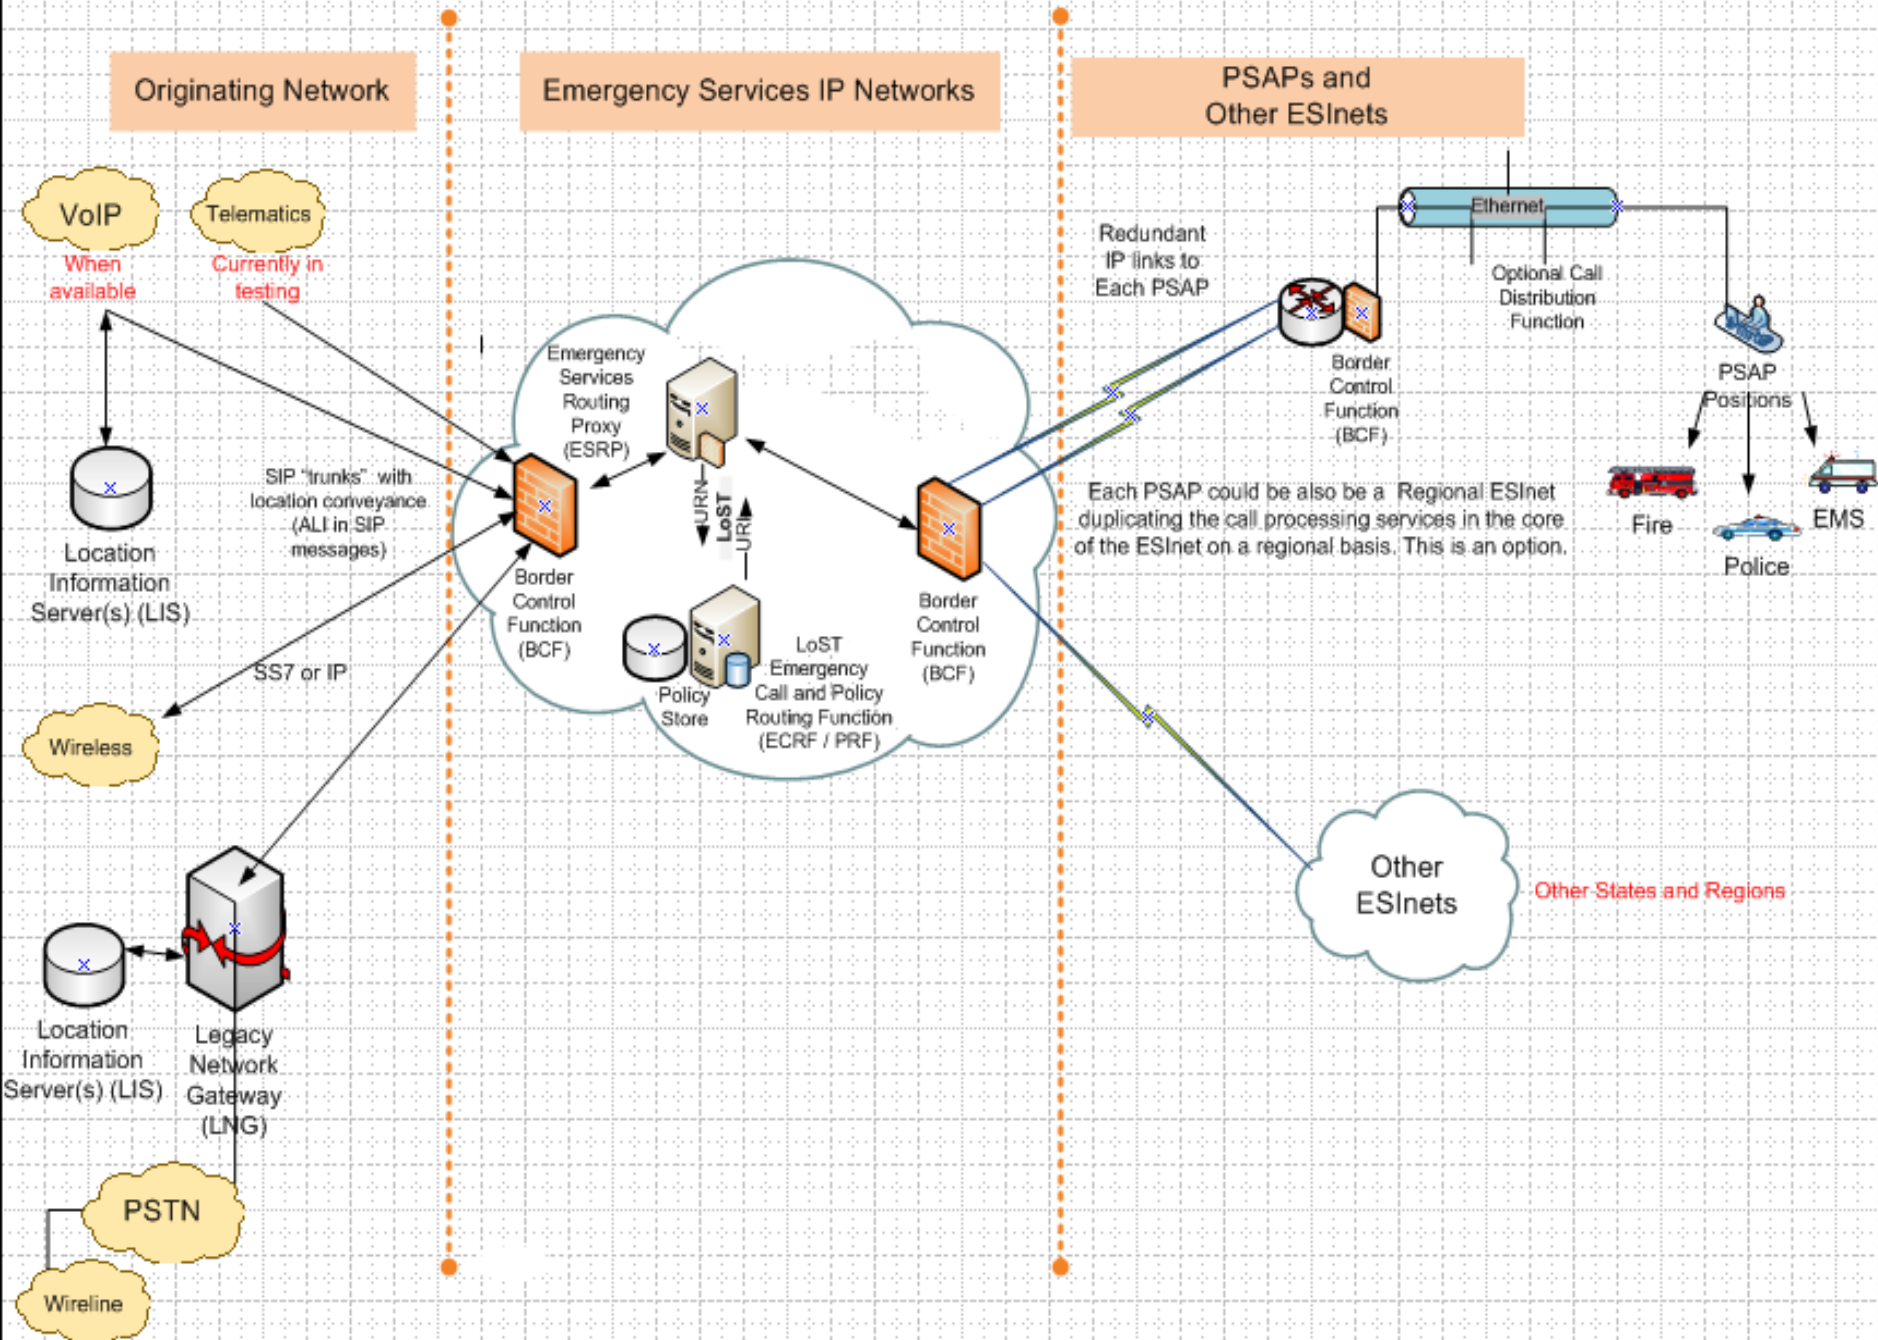 Originating Network
Emergency Services IP Networks
PSAPs and
Other ESInets
VoIP
When
available
Telematics
Currently in
testing
Location
Information
Server(s) (LIS)
SIP “trunks” with
location conveyance
(ALI in SIP
messages)
SS7 or IP
Wireless
Location
Information
Server(s) (LIS)
Legacy
Network
Gateway
(LNG)
PSTN
Wireline
Emergency
Services
Routing
Proxy
(ESRP)
Border
Control
Function
(BCF)
URN
LoST
URI
Policy
Store
LoST
Emergency
Call and Policy
Routing Function
(ECRF / PRF)
Border
Control
Function
(BCF)
Redundant
IP links to
Each PSAP
Ethernet
Optional Call
Distribution
Function
Border
Control
Function
(BCF)
PSAP
Positions
Each PSAP could be also be a Regional ESInet
duplicating the call processing services in the core
of the ESInet on a regional basis. This is an option.
Fire
Police
EMS
Other
ESInets
Other States and Regions